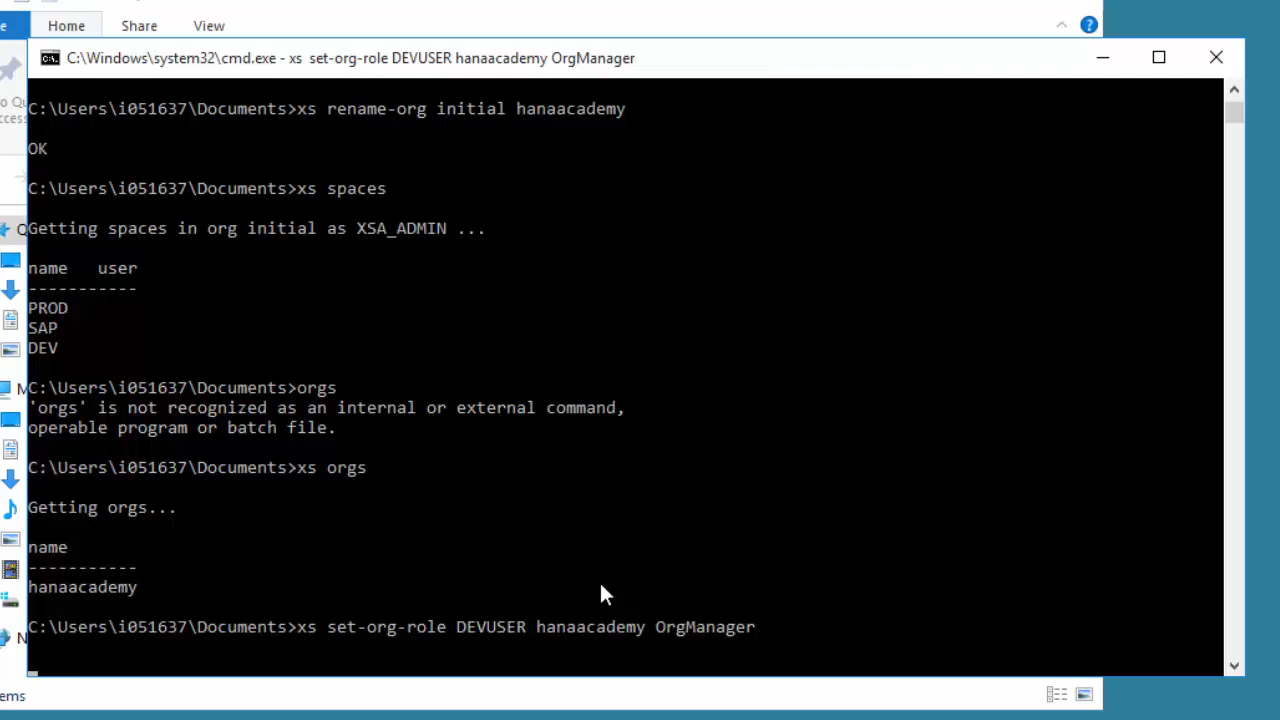 Home
Share
View
C:\Windows\system32\cmd.exe - xs  set-org-role DEVUSER hanaacademy OrgManager
C:\Users\i051637\Documents>xs rename-org initial hanaacademy
OK
C:\Users\i051637\Documents>xs spaces
Getting spaces in org initial as XSA_ADMIN ...
name   user
-----------
PROD
SAP
DEV
C:\Users\i051637\Documents>orgs
'orgs' is not recognized as an internal or external command,
operable program or batch file.
C:\Users\i051637\Documents>xs orgs
Getting orgs...
name
-----------
hanaacademy
C:\Users\i051637\Documents>xs set-org-role DEVUSER hanaacademy OrgManager
ems